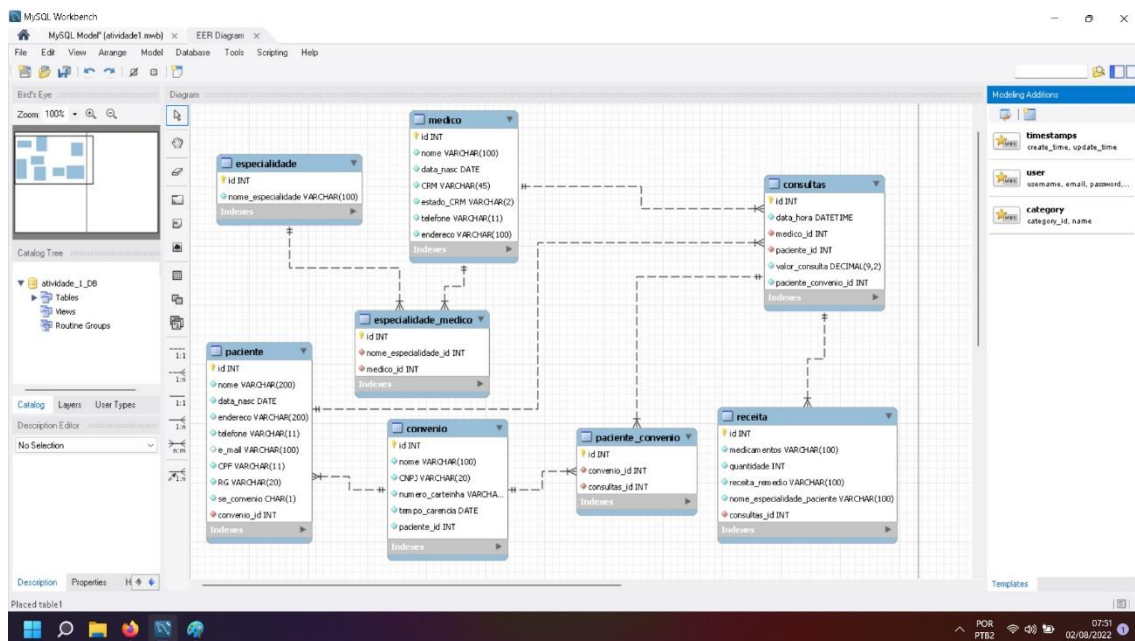 MySQL Workbench
MySQL Model* (atividade1.mwb) × EER Diagram ×
File Edit View Arrange Model Database Tools Scripting Help
Bird's Eye
Zoom: 100%
Catalog Tree
atividade_1_DB
Tables
Views
Routine Groups
Catalog Layers User Types
Description Editor
No Selection
Description Properties H
Placed table1
Diagram
1:1
1:n
1:1
1:n
n:m
1:n
medico
id INT
nome VARCHAR(100)
data_nasc DATE
CRM VARCHAR(45)
estado_CRM VARCHAR(2)
telefone VARCHAR(11)
endereco VARCHAR(100)
Indexes
especialidade
id INT
nome_especialidade VARCHAR(100)
Indexes
consultas
id INT
data_hora DATETIME
medico_id INT
paciente_id INT
valor_consulta DECIMAL(9,2)
paciente_convenio_id INT
Indexes
especialidade_medico
id INT
nome_especialidade_id INT
medico_id INT
Indexes
paciente
id INT
nome VARCHAR(200)
data_nasc DATE
endereco VARCHAR(200)
telefone VARCHAR(11)
e_mail VARCHAR(100)
CPF VARCHAR(11)
RG VARCHAR(20)
se_convenio CHAR(1)
convenio_id INT
Indexes
convenio
id INT
nome VARCHAR(100)
CNPJ VARCHAR(20)
numero_carteinha VARCHA...
tempo_carencia DATE
paciente_id INT
Indexes
paciente_convenio
id INT
convenio_id INT
consultas_id INT
Indexes
receita
id INT
medicamentos VARCHAR(100)
quantidade INT
receita_remedio VARCHAR(100)
nome_especialidade_paciente VARCHAR(100)
consultas_id INT
Indexes
Modeling Additions
timestamps
create_time, update_time
user
username, email, password,...
category
category_id, name
Templates
POR
PTB2
07:51
02/08/2022
1